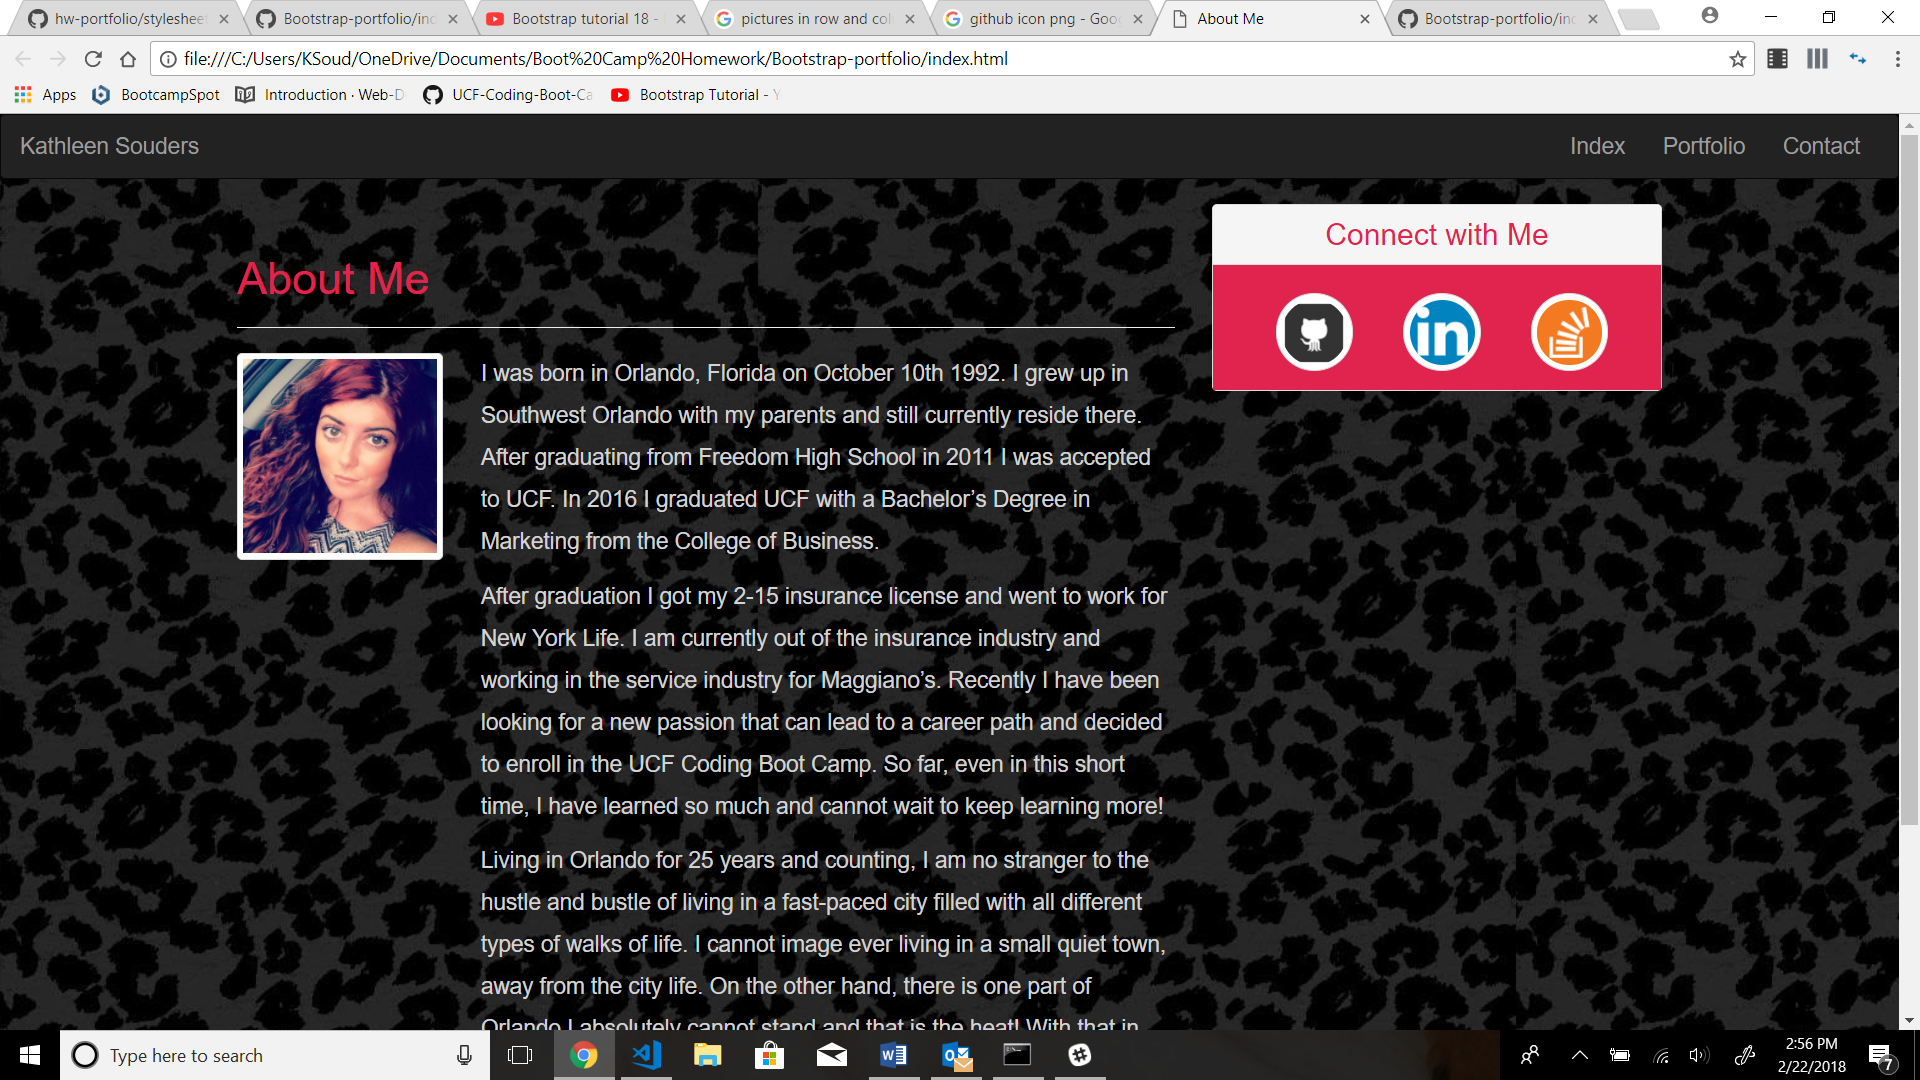 hw-portfolio/stylesheet
Bootstrap-portfolio/ind
Bootstrap tutorial 18 -
pictures in row and col
github icon png - Goo
About Me
Bootstrap-portfolio/ind
file:///C:/Users/KSoud/OneDrive/Documents/Boot%20Camp%20Homework/Bootstrap-portfolio/index.html
Apps
BootcampSpot
Introduction · Web-D
UCF-Coding-Boot-Ca
Bootstrap Tutorial - Y
Kathleen Souders
Index
Portfolio
Contact
About Me
I was born in Orlando, Florida on October 10th 1992. I grew up in
Southwest Orlando with my parents and still currently reside there.
After graduating from Freedom High School in 2011 I was accepted
to UCF. In 2016 I graduated UCF with a Bachelor’s Degree in
Marketing from the College of Business.
After graduation I got my 2-15 insurance license and went to work for
New York Life. I am currently out of the insurance industry and
working in the service industry for Maggiano’s. Recently I have been
looking for a new passion that can lead to a career path and decided
to enroll in the UCF Coding Boot Camp. So far, even in this short
time, I have learned so much and cannot wait to keep learning more!
Living in Orlando for 25 years and counting, I am no stranger to the
hustle and bustle of living in a fast-paced city filled with all different
types of walks of life. I cannot image ever living in a small quiet town,
away from the city life. On the other hand, there is one part of
Orlando I absolutely cannot stand and that is the heat! With that in
Connect with Me
in
Type here to search
2:56 PM
2/22/2018
7